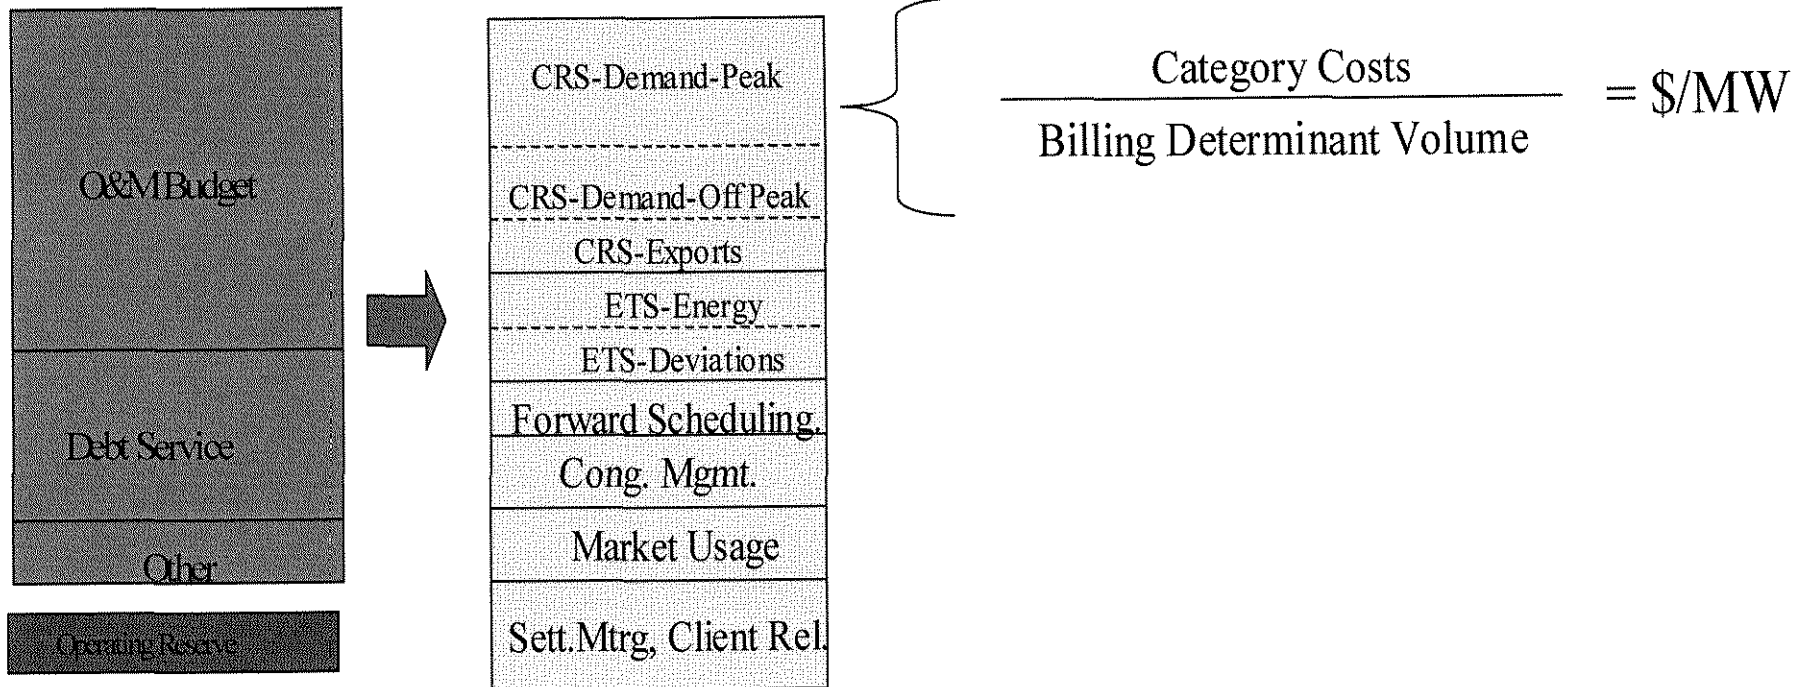 O&M Budget
Debt Service
Other
Operating Reserve
CRS-Demand-Peak
CRS-Demand-Off Peak
CRS-Exports
ETS-Energy
ETS-Deviations
Forward Scheduling.
Cong. Mgmt.
Market Usage
Sett.Mtrg, Client Rel.
Category Costs
Billing Determinant Volume
= $/MW